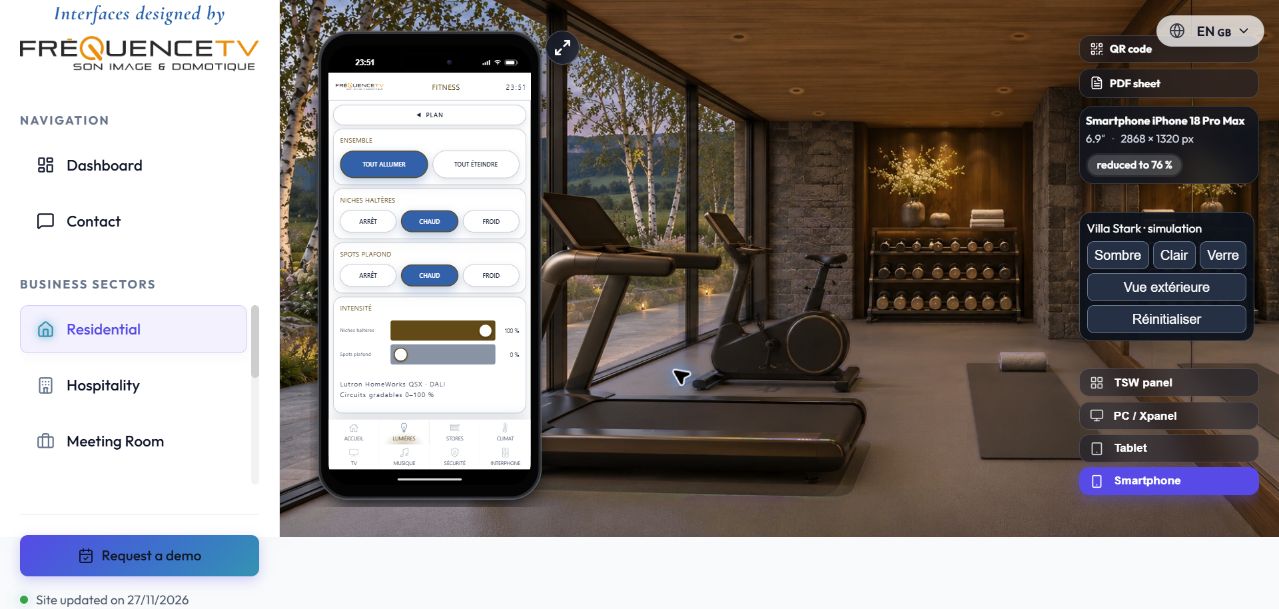 Interfaces designed by
FRÉQUENCETV
SON IMAGE & DOMOTIQUE
NAVIGATION
Dashboard
Contact
BUSINESS SECTORS
Residential
Hospitality
Meeting Room
Request a demo
Site updated on 27/11/2026
23:51
FRÉQUENCETV
FITNESS
23:51
◄ PLAN
ENSEMBLE
TOUT ALLUMER
TOUT ÉTEINDRE
NICHES HALTÈRES
ARRÊT
CHAUD
FROID
SPOTS PLAFOND
ARRÊT
CHAUD
FROID
INTENSITÉ
Niches haltères
100 %
Spots plafond
0 %
Lutron HomeWorks QSX · DALI
Circuits gradables 0–100 %
ACCUEIL
LUMIÈRES
STORES
CLIMAT
TV
MUSIQUE
SÉCURITÉ
INTERPHONE
EN GB
QR code
PDF sheet
Smartphone iPhone 18 Pro Max
6.9" · 2868 × 1320 px
reduced to 76 %
Villa Stark · simulation
Sombre
Clair
Verre
Vue extérieure
Réinitialiser
TSW panel
PC / Xpanel
Tablet
Smartphone